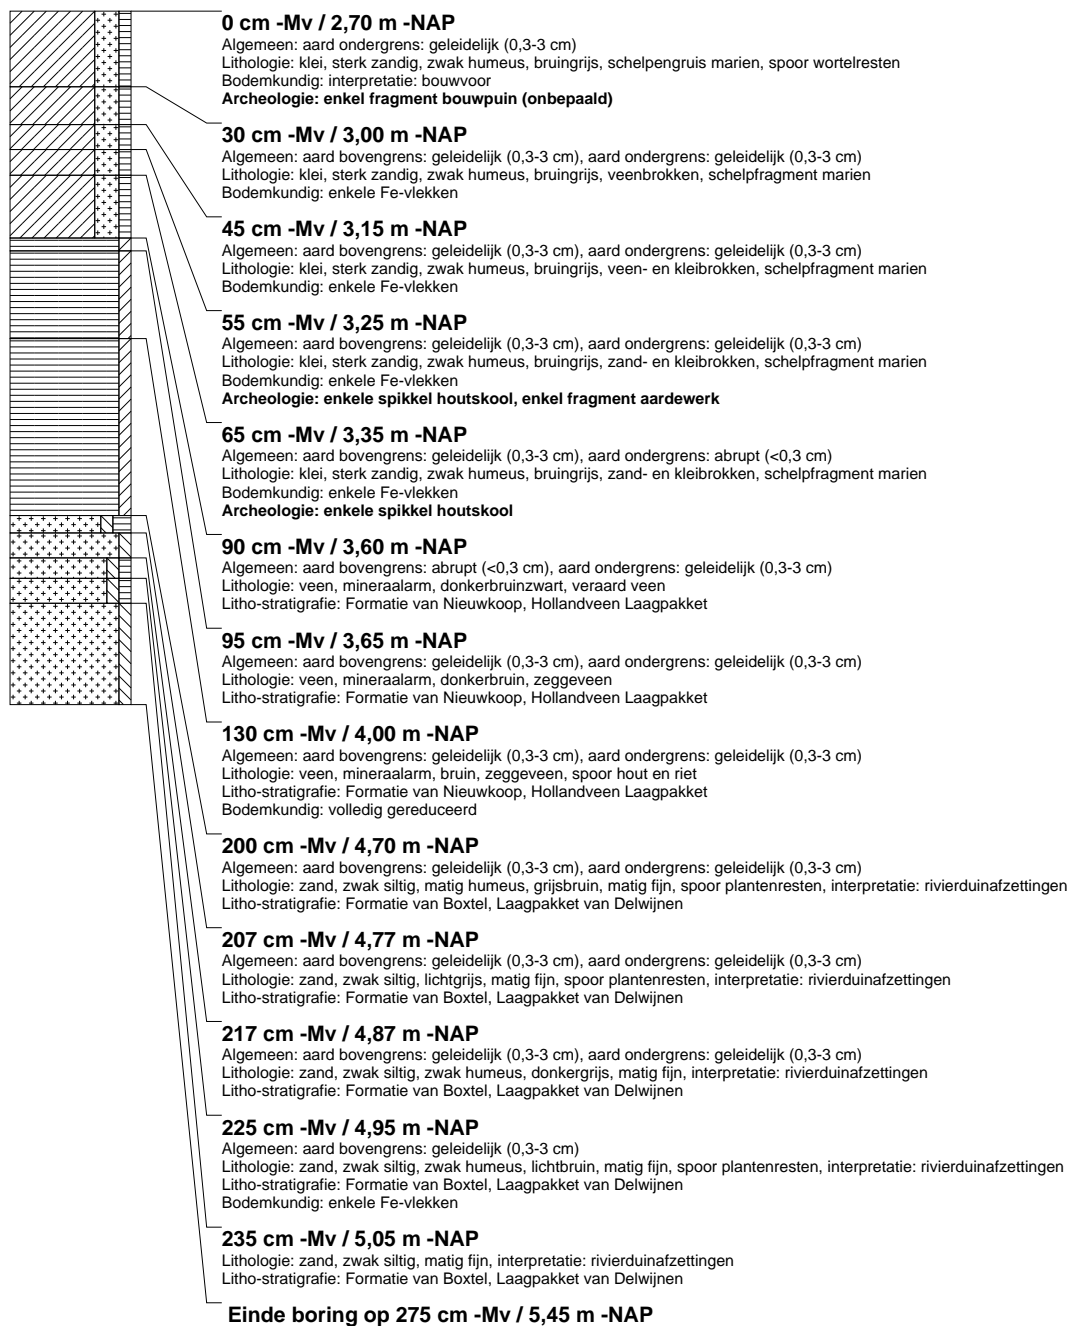 0 cm -Mv / 2,70 m -NAP
Algemeen: aard ondergrens: geleidelijk (0,3-3 cm)
Lithologie: klei, sterk zandig, zwak humeus, bruingrijs, schelpengruis marien, spoor wortelresten
Bodemkundig: interpretatie: bouwvoor
Archeologie: enkel fragment bouwpuin (onbepaald)
30 cm -Mv / 3,00 m -NAP
Algemeen: aard bovengrens: geleidelijk (0,3-3 cm), aard ondergrens: geleidelijk (0,3-3 cm)
Lithologie: klei, sterk zandig, zwak humeus, bruingrijs, veenbrokken, schelpfragment marien
Bodemkundig: enkele Fe-vlekken
45 cm -Mv / 3,15 m -NAP
Algemeen: aard bovengrens: geleidelijk (0,3-3 cm), aard ondergrens: geleidelijk (0,3-3 cm)
Lithologie: klei, sterk zandig, zwak humeus, bruingrijs, veen- en kleibrokken, schelpfragment marien
Bodemkundig: enkele Fe-vlekken
55 cm -Mv / 3,25 m -NAP
Algemeen: aard bovengrens: geleidelijk (0,3-3 cm), aard ondergrens: geleidelijk (0,3-3 cm)
Lithologie: klei, sterk zandig, zwak humeus, bruingrijs, zand- en kleibrokken, schelpfragment marien
Bodemkundig: enkele Fe-vlekken
Archeologie: enkele spikkel houtskool, enkel fragment aardewerk
65 cm -Mv / 3,35 m -NAP
Algemeen: aard bovengrens: geleidelijk (0,3-3 cm), aard ondergrens: abrupt (<0,3 cm)
Lithologie: klei, sterk zandig, zwak humeus, bruingrijs, zand- en kleibrokken, schelpfragment marien
Bodemkundig: enkele Fe-vlekken
Archeologie: enkele spikkel houtskool
90 cm -Mv / 3,60 m -NAP
Algemeen: aard bovengrens: abrupt (<0,3 cm), aard ondergrens: geleidelijk (0,3-3 cm)
Lithologie: veen, mineraalarm, donkerbruinzwart, veraard veen
Litho-stratigrafie: Formatie van Nieuwkoop, Hollandveen Laagpakket
95 cm -Mv / 3,65 m -NAP
Algemeen: aard bovengrens: geleidelijk (0,3-3 cm), aard ondergrens: geleidelijk (0,3-3 cm)
Lithologie: veen, mineraalarm, donkerbruin, zeggeveen
Litho-stratigrafie: Formatie van Nieuwkoop, Hollandveen Laagpakket
130 cm -Mv / 4,00 m -NAP
Algemeen: aard bovengrens: geleidelijk (0,3-3 cm), aard ondergrens: geleidelijk (0,3-3 cm)
Lithologie: veen, mineraalarm, bruin, zeggeveen, spoor hout en riet
Litho-stratigrafie: Formatie van Nieuwkoop, Hollandveen Laagpakket
Bodemkundig: volledig gereduceerd
200 cm -Mv / 4,70 m -NAP
Algemeen: aard bovengrens: geleidelijk (0,3-3 cm), aard ondergrens: geleidelijk (0,3-3 cm)
Lithologie: zand, zwak siltig, matig humeus, grijsbruin, matig fijn, spoor plantenresten, interpretatie: rivierduinafzettingen
Litho-stratigrafie: Formatie van Boxtel, Laagpakket van Delwijnen
207 cm -Mv / 4,77 m -NAP
Algemeen: aard bovengrens: geleidelijk (0,3-3 cm), aard ondergrens: geleidelijk (0,3-3 cm)
Lithologie: zand, zwak siltig, lichtgrijs, matig fijn, spoor plantenresten, interpretatie: rivierduinafzettingen
Litho-stratigrafie: Formatie van Boxtel, Laagpakket van Delwijnen
217 cm -Mv / 4,87 m -NAP
Algemeen: aard bovengrens: geleidelijk (0,3-3 cm), aard ondergrens: geleidelijk (0,3-3 cm)
Lithologie: zand, zwak siltig, zwak humeus, donkergrijs, matig fijn, interpretatie: rivierduinafzettingen
Litho-stratigrafie: Formatie van Boxtel, Laagpakket van Delwijnen
225 cm -Mv / 4,95 m -NAP
Algemeen: aard bovengrens: geleidelijk (0,3-3 cm)
Lithologie: zand, zwak siltig, zwak humeus, lichtbruin, matig fijn, spoor plantenresten, interpretatie: rivierduinafzettingen
Litho-stratigrafie: Formatie van Boxtel, Laagpakket van Delwijnen
Bodemkundig: enkele Fe-vlekken
235 cm -Mv / 5,05 m -NAP
Lithologie: zand, zwak siltig, matig fijn, interpretatie: rivierduinafzettingen
Litho-stratigrafie: Formatie van Boxtel, Laagpakket van Delwijnen
Einde boring op 275 cm -Mv / 5,45 m -NAP